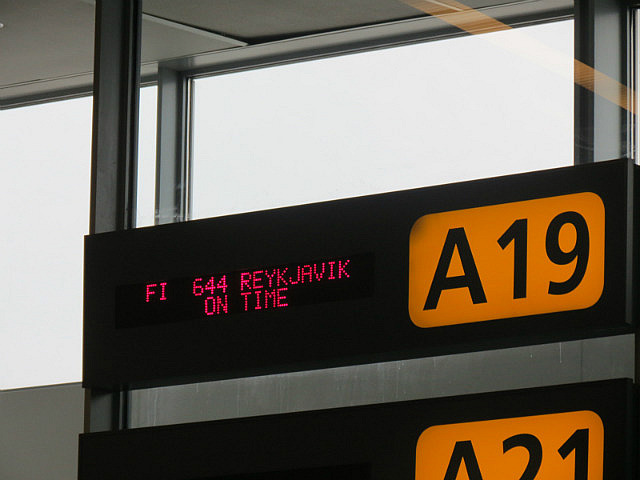 FI 644 REYKJAVIK
ON TIME
A19
A21